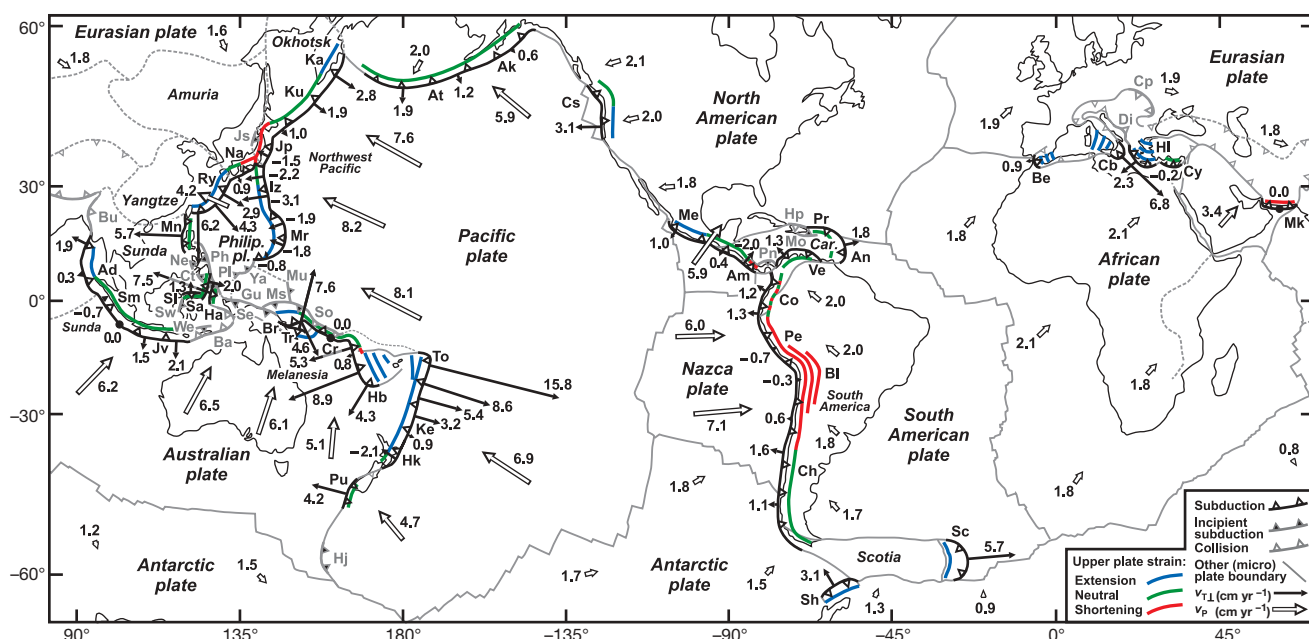 60°
30°
0°
−30°
−60°
90°
135°
180°
−135°
−90°
−45°
0°
45°
Eurasian plate
1.6
1.8
Amuria
Okhotsk
Ka
Ku
Js
Na
Jp
1.0
−1.5
−2.2
1.9
2.8
2.0
At
1.9
1.2
Ak
0.6
5.9
7.6
Northwest
Pacific
Ry
4.2
0.9
Iz
−3.1
2.9
4.3
Yangtze
Bu
Mn
5.7
6.2
Sunda
Philip.
pl.
−1.9
Mr
−1.8
−0.8
8.2
Pacific
plate
8.1
1.9
0.3
Ad
Sm
−0.7
0.0
Sunda
1.5
Jv
2.1
6.2
Ne
Ph
Ct
Pl
7.5
1.3
2.0
Sl
Sa
Ha
Sw
We
Se
Ba
Ya
Gu
Ms
Mu
7.6
So
Br
Tr
0.0
4.6
5.3
Cr
0.8
Melanesia
8.9
4.3
Hb
To
15.8
8.6
5.4
3.2
Ke
0.9
−2.1
Hk
6.5
6.1
5.1
6.9
Australian
plate
Pu
4.2
4.7
Hj
1.2
Antarctic
plate
1.5
North
American
plate
2.1
Cs
2.0
3.1
1.8
Me
1.0
5.9
0.4
−2.0
Am
Hp
Pr
Mo
1.3
Car.
1.8
An
Ve
Pn
1.2
1.3
Co
2.0
Pe
−0.7
2.0
−0.3
BI
South
America
0.6
1.8
1.6
Ch
1.1
1.7
6.0
Nazca
plate
7.1
South
American
plate
1.8
Antarctic
plate
1.7
1.5
Scotia
Sc
5.7
3.1
Sh
1.3
0.9
Eurasian
plate
Cp
1.9
1.9
Di
Hl
1.8
0.9
Be
Cb
2.3
−0.2
Cy
6.8
0.0
Mk
3.4
1.8
2.1
African
plate
2.1
1.8
1.8
0.8
Subduction
Incipient
subduction
Collision
Other (micro)
plate boundary
Upper plate strain:
Extension
Neutral
Shortening
vT⊥ (cm yr−1)
vP (cm yr−1)